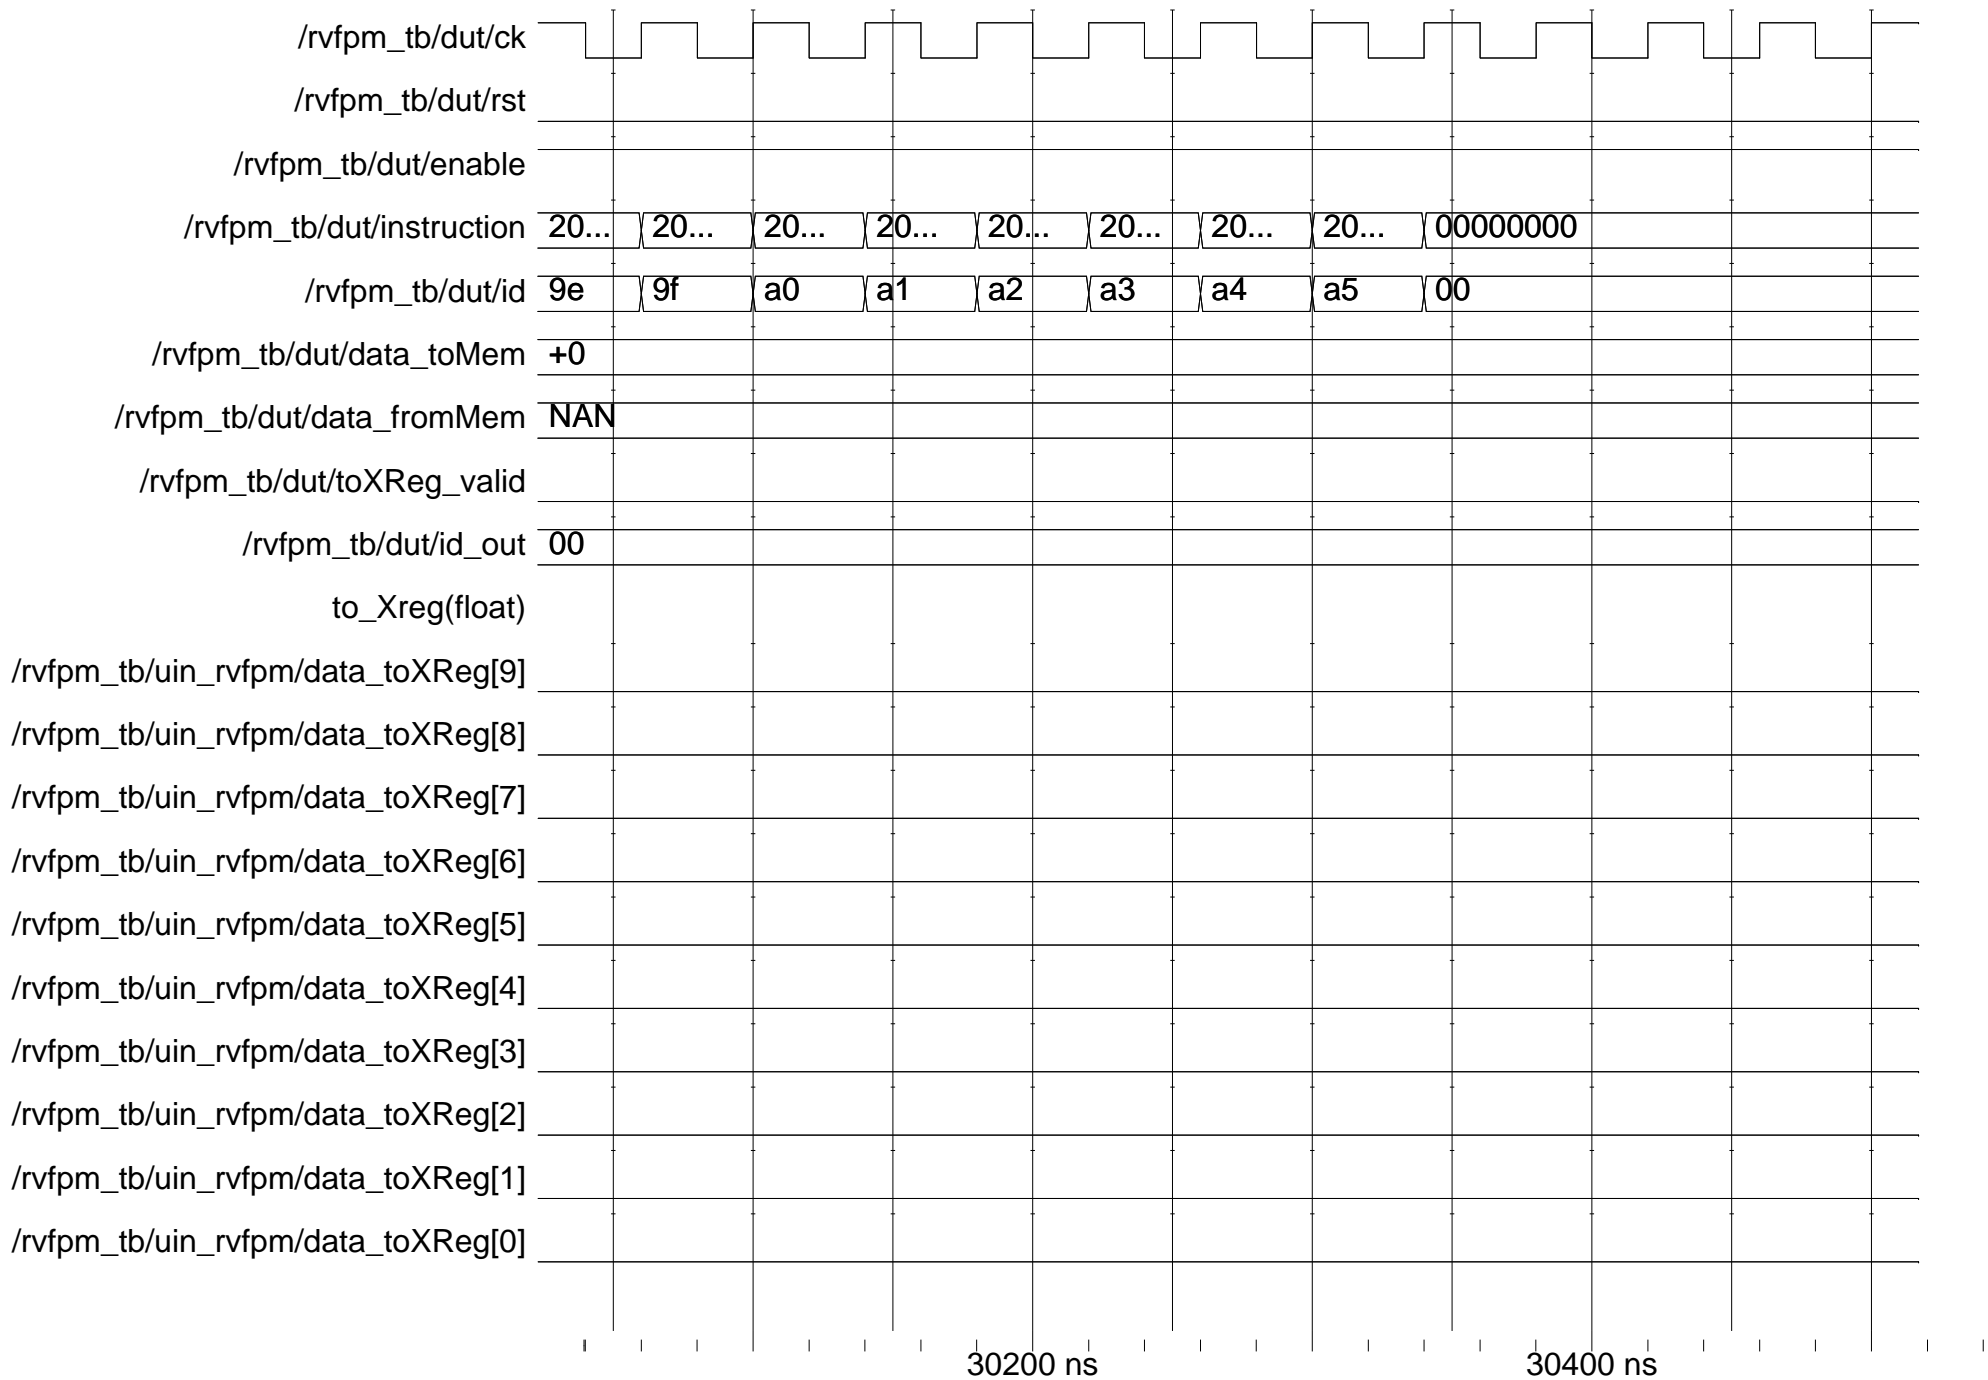 /rvfpm_tb/dut/ck
/rvfpm_tb/dut/rst
/rvfpm_tb/dut/enable
/rvfpm_tb/dut/instruction 20... 20... 20... 20... 20... 20... 20... 20... 00000000
/rvfpm_tb/dut/id 9e 9f a0 a1 a2 a3 a4 a5 00
/rvfpm_tb/dut/data_toMem +0
/rvfpm_tb/dut/data_fromMem NAN
/rvfpm_tb/dut/toXReg_valid
/rvfpm_tb/dut/id_out 00
to_Xreg(float)
/rvfpm_tb/uin_rvfpm/data_toXReg[9]
/rvfpm_tb/uin_rvfpm/data_toXReg[8]
/rvfpm_tb/uin_rvfpm/data_toXReg[7]
/rvfpm_tb/uin_rvfpm/data_toXReg[6]
/rvfpm_tb/uin_rvfpm/data_toXReg[5]
/rvfpm_tb/uin_rvfpm/data_toXReg[4]
/rvfpm_tb/uin_rvfpm/data_toXReg[3]
/rvfpm_tb/uin_rvfpm/data_toXReg[2]
/rvfpm_tb/uin_rvfpm/data_toXReg[1]
/rvfpm_tb/uin_rvfpm/data_toXReg[0]
30200 ns 30400 ns